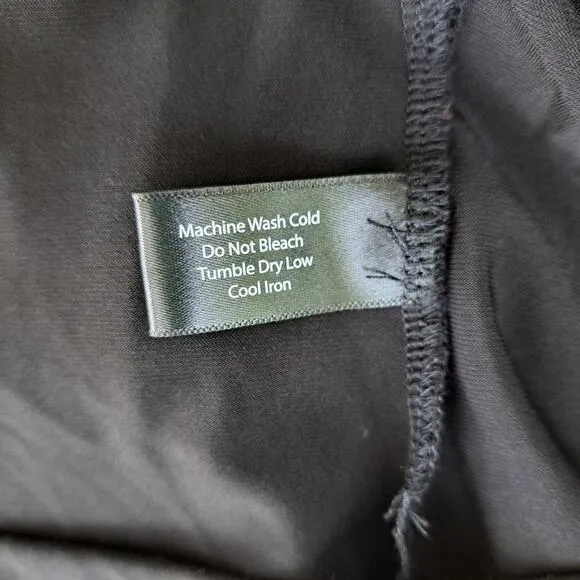 Machine Wash Cold
Do Not Bleach
Tumble Dry Low
Cool Iron